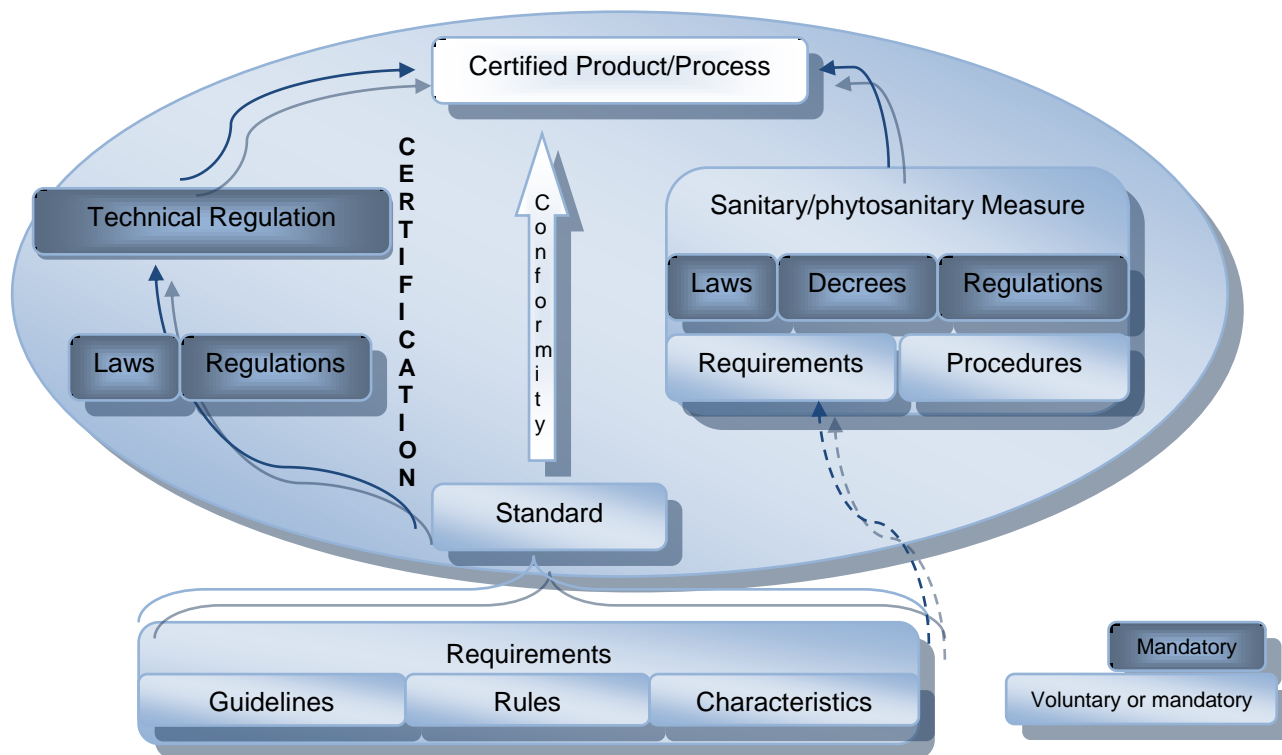 Certified Product/Process
CERTIFICATION
Conformity
Technical Regulation
Laws
Regulations
Sanitary/phytosanitary Measure
Laws
Decrees
Regulations
Requirements
Procedures
Standard
Requirements
Guidelines
Rules
Characteristics
Mandatory
Voluntary or mandatory